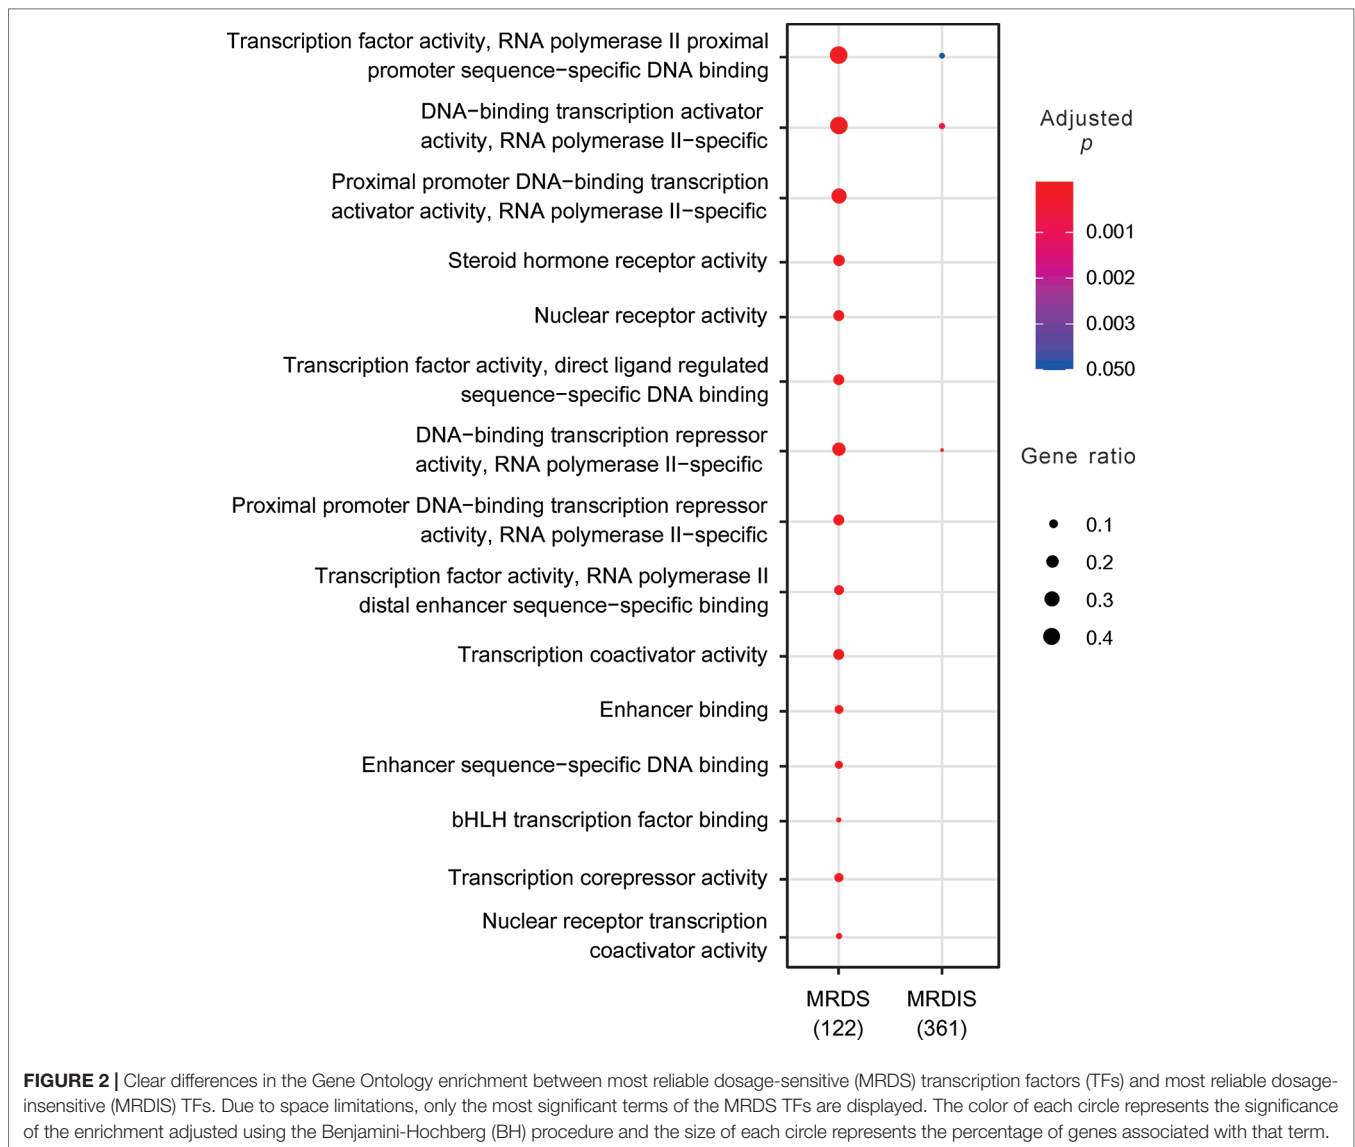 Transcription factor activity, RNA polymerase II proximal
promoter sequence−specific DNA binding
DNA−binding transcription activator
activity, RNA polymerase II−specific
Proximal promoter DNA−binding transcription
activator activity, RNA polymerase II−specific
Steroid hormone receptor activity
Nuclear receptor activity
Transcription factor activity, direct ligand regulated
sequence−specific DNA binding
DNA−binding transcription repressor
activity, RNA polymerase II−specific
Proximal promoter DNA−binding transcription repressor
activity, RNA polymerase II−specific
Transcription factor activity, RNA polymerase II
distal enhancer sequence−specific binding
Transcription coactivator activity
Enhancer binding
Enhancer sequence−specific DNA binding
bHLH transcription factor binding
Transcription corepressor activity
Nuclear receptor transcription
coactivator activity
MRDS
(122)
MRDIS
(361)
Adjusted
p
0.001
0.002
0.003
0.050
Gene ratio
0.1
0.2
0.3
0.4
FIGURE 2 | Clear differences in the Gene Ontology enrichment between most reliable dosage-sensitive (MRDS) transcription factors (TFs) and most reliable dosage-
insensitive (MRDIS) TFs. Due to space limitations, only the most significant terms of the MRDS TFs are displayed. The color of each circle represents the significance
of the enrichment adjusted using the Benjamini-Hochberg (BH) procedure and the size of each circle represents the percentage of genes associated with that term.